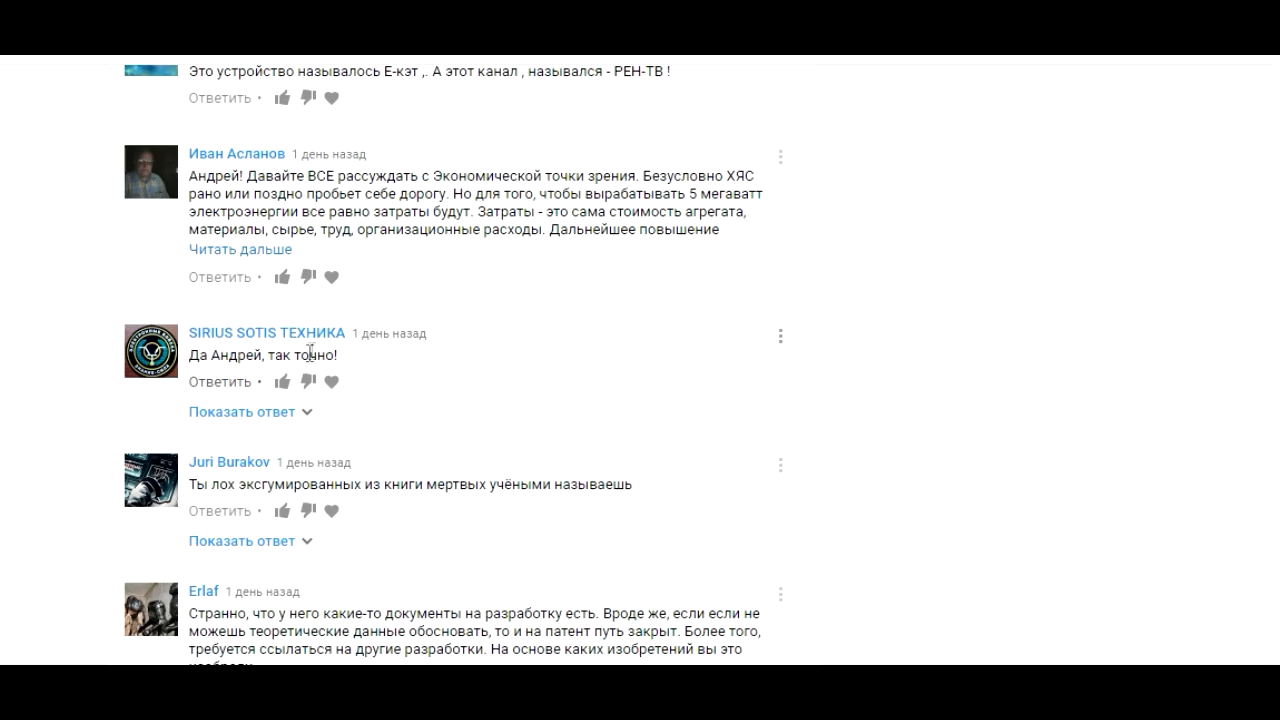 Это устройство называлось Е-кэт ,. А этот канал , назывался - РЕН-ТВ !
Ответить •
Иван Асланов 1 день назад
Андрей! Давайте ВСЕ рассуждать с Экономической точки зрения. Безусловно ХЯС
рано или поздно пробьет себе дорогу. Но для того, чтобы вырабатывать 5 мегаватт
электроэнергии все равно затраты будут. Затраты - это сама стоимость агрегата,
материалы, сырье, труд, организационные расходы. Дальнейшее повышение
Читать дальше
Ответить •
SIRIUS SOTIS ТЕХНИКА 1 день назад
Да Андрей, так точно!
Ответить •
Показать ответ
Juri Burakov 1 день назад
Ты лох эксгумированных из книги мертвых учёными называешь
Ответить •
Показать ответ
Erlaf 1 день назад
Странно, что у него какие-то документы на разработку есть. Вроде же, если если не
можешь теоретические данные обосновать, то и на патент путь закрыт. Более того,
требуется ссылаться на другие разработки. На основе каких изобретений вы это